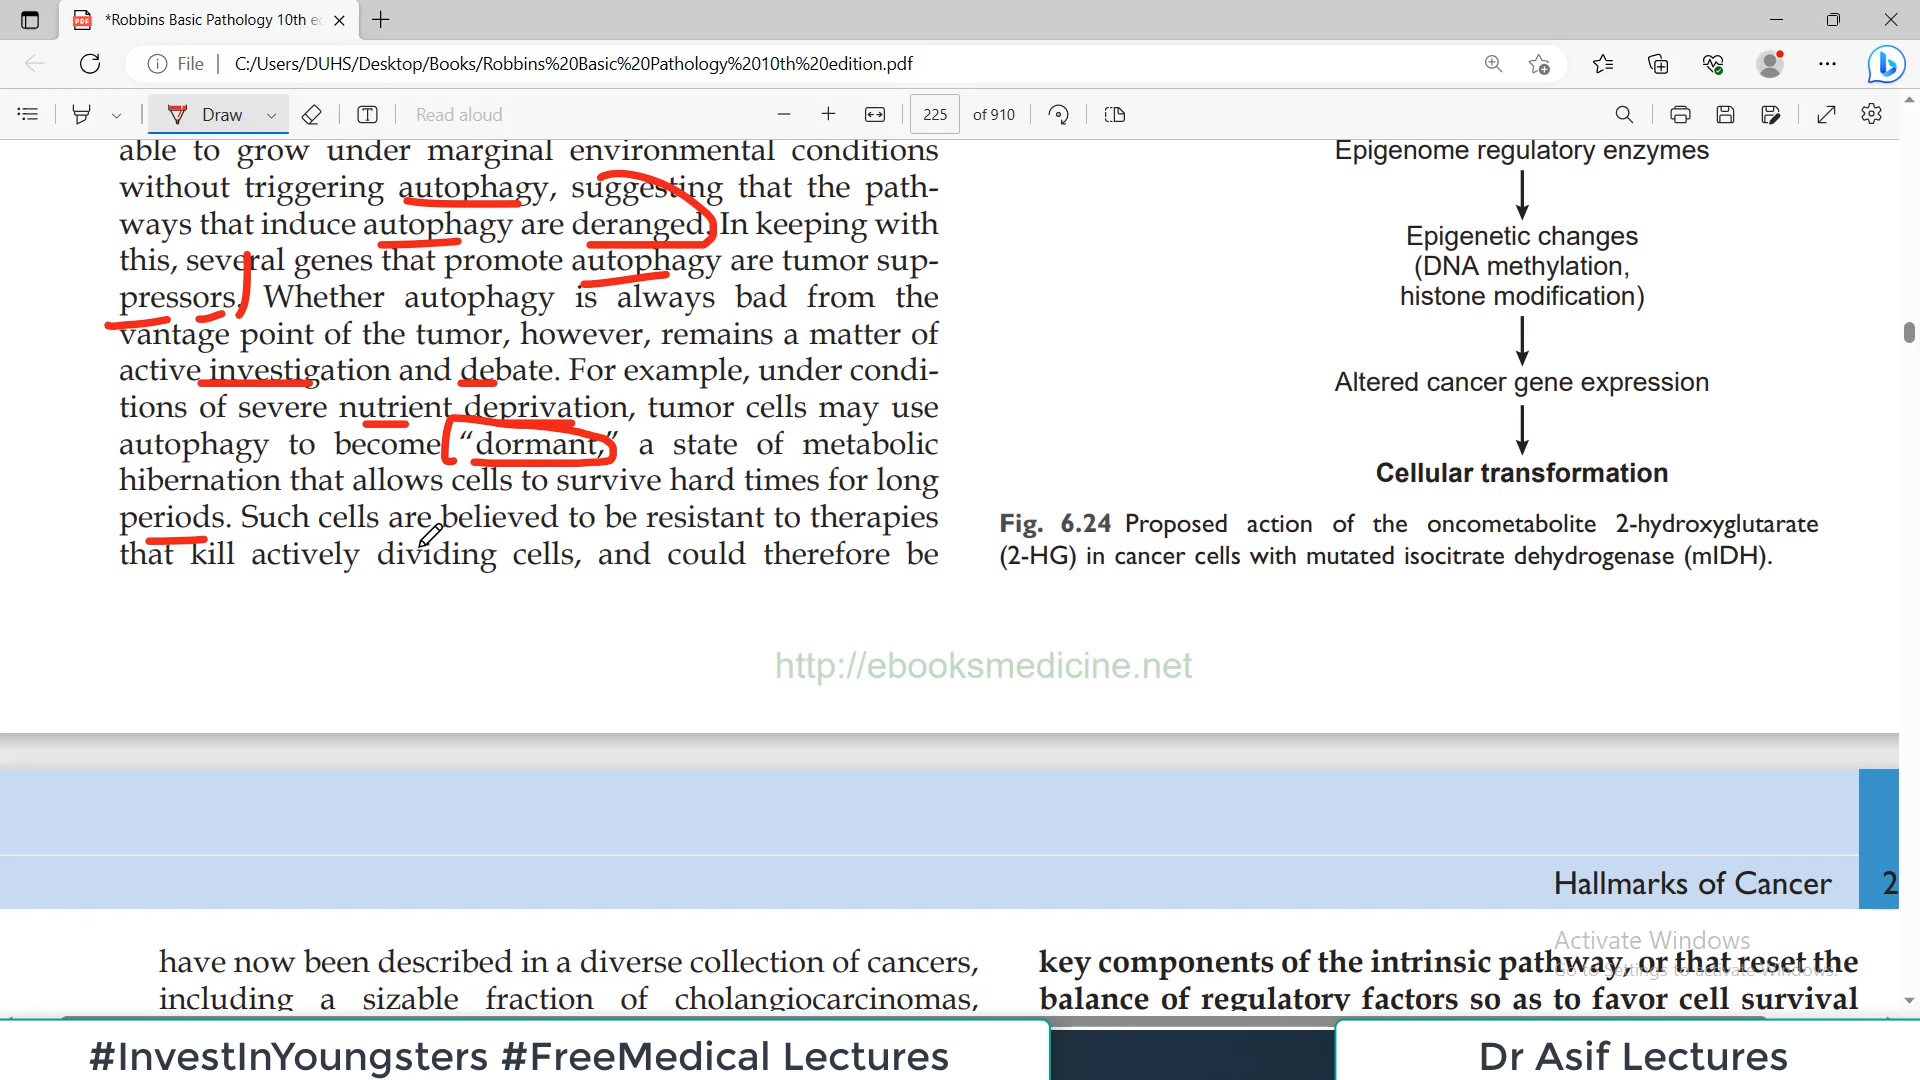 *Robbins Basic Pathology 10th e
File
C:/Users/DUHS/Desktop/Books/Robbins%20Basic%20Pathology%2010th%20edition.pdf
Draw
Read aloud
225
of 910
able to grow under marginal environmental conditions
without triggering autophagy, suggesting that the path-
ways that induce autophagy are deranged. In keeping with
this, several genes that promote autophagy are tumor sup-
pressors. Whether autophagy is always bad from the
vantage point of the tumor, however, remains a matter of
active investigation and debate. For example, under condi-
tions of severe nutrient deprivation, tumor cells may use
autophagy to become “dormant,” a state of metabolic
hibernation that allows cells to survive hard times for long
periods. Such cells are believed to be resistant to therapies
that kill actively dividing cells, and could therefore be
Epigenome regulatory enzymes
Epigenetic changes
(DNA methylation,
histone modification)
Altered cancer gene expression
Cellular transformation
Fig. 6.24 Proposed action of the oncometabolite 2-hydroxyglutarate
(2-HG) in cancer cells with mutated isocitrate dehydrogenase (mIDH).
http://ebooksmedicine.net
Hallmarks of Cancer
2
have now been described in a diverse collection of cancers,
including a sizable fraction of cholangiocarcinomas,
key components of the intrinsic pathway, or that reset the
balance of regulatory factors so as to favor cell survival
Activate Windows
Go to Settings to activate Windows.
#InvestInYoungsters #FreeMedical Lectures
Dr Asif Lectures